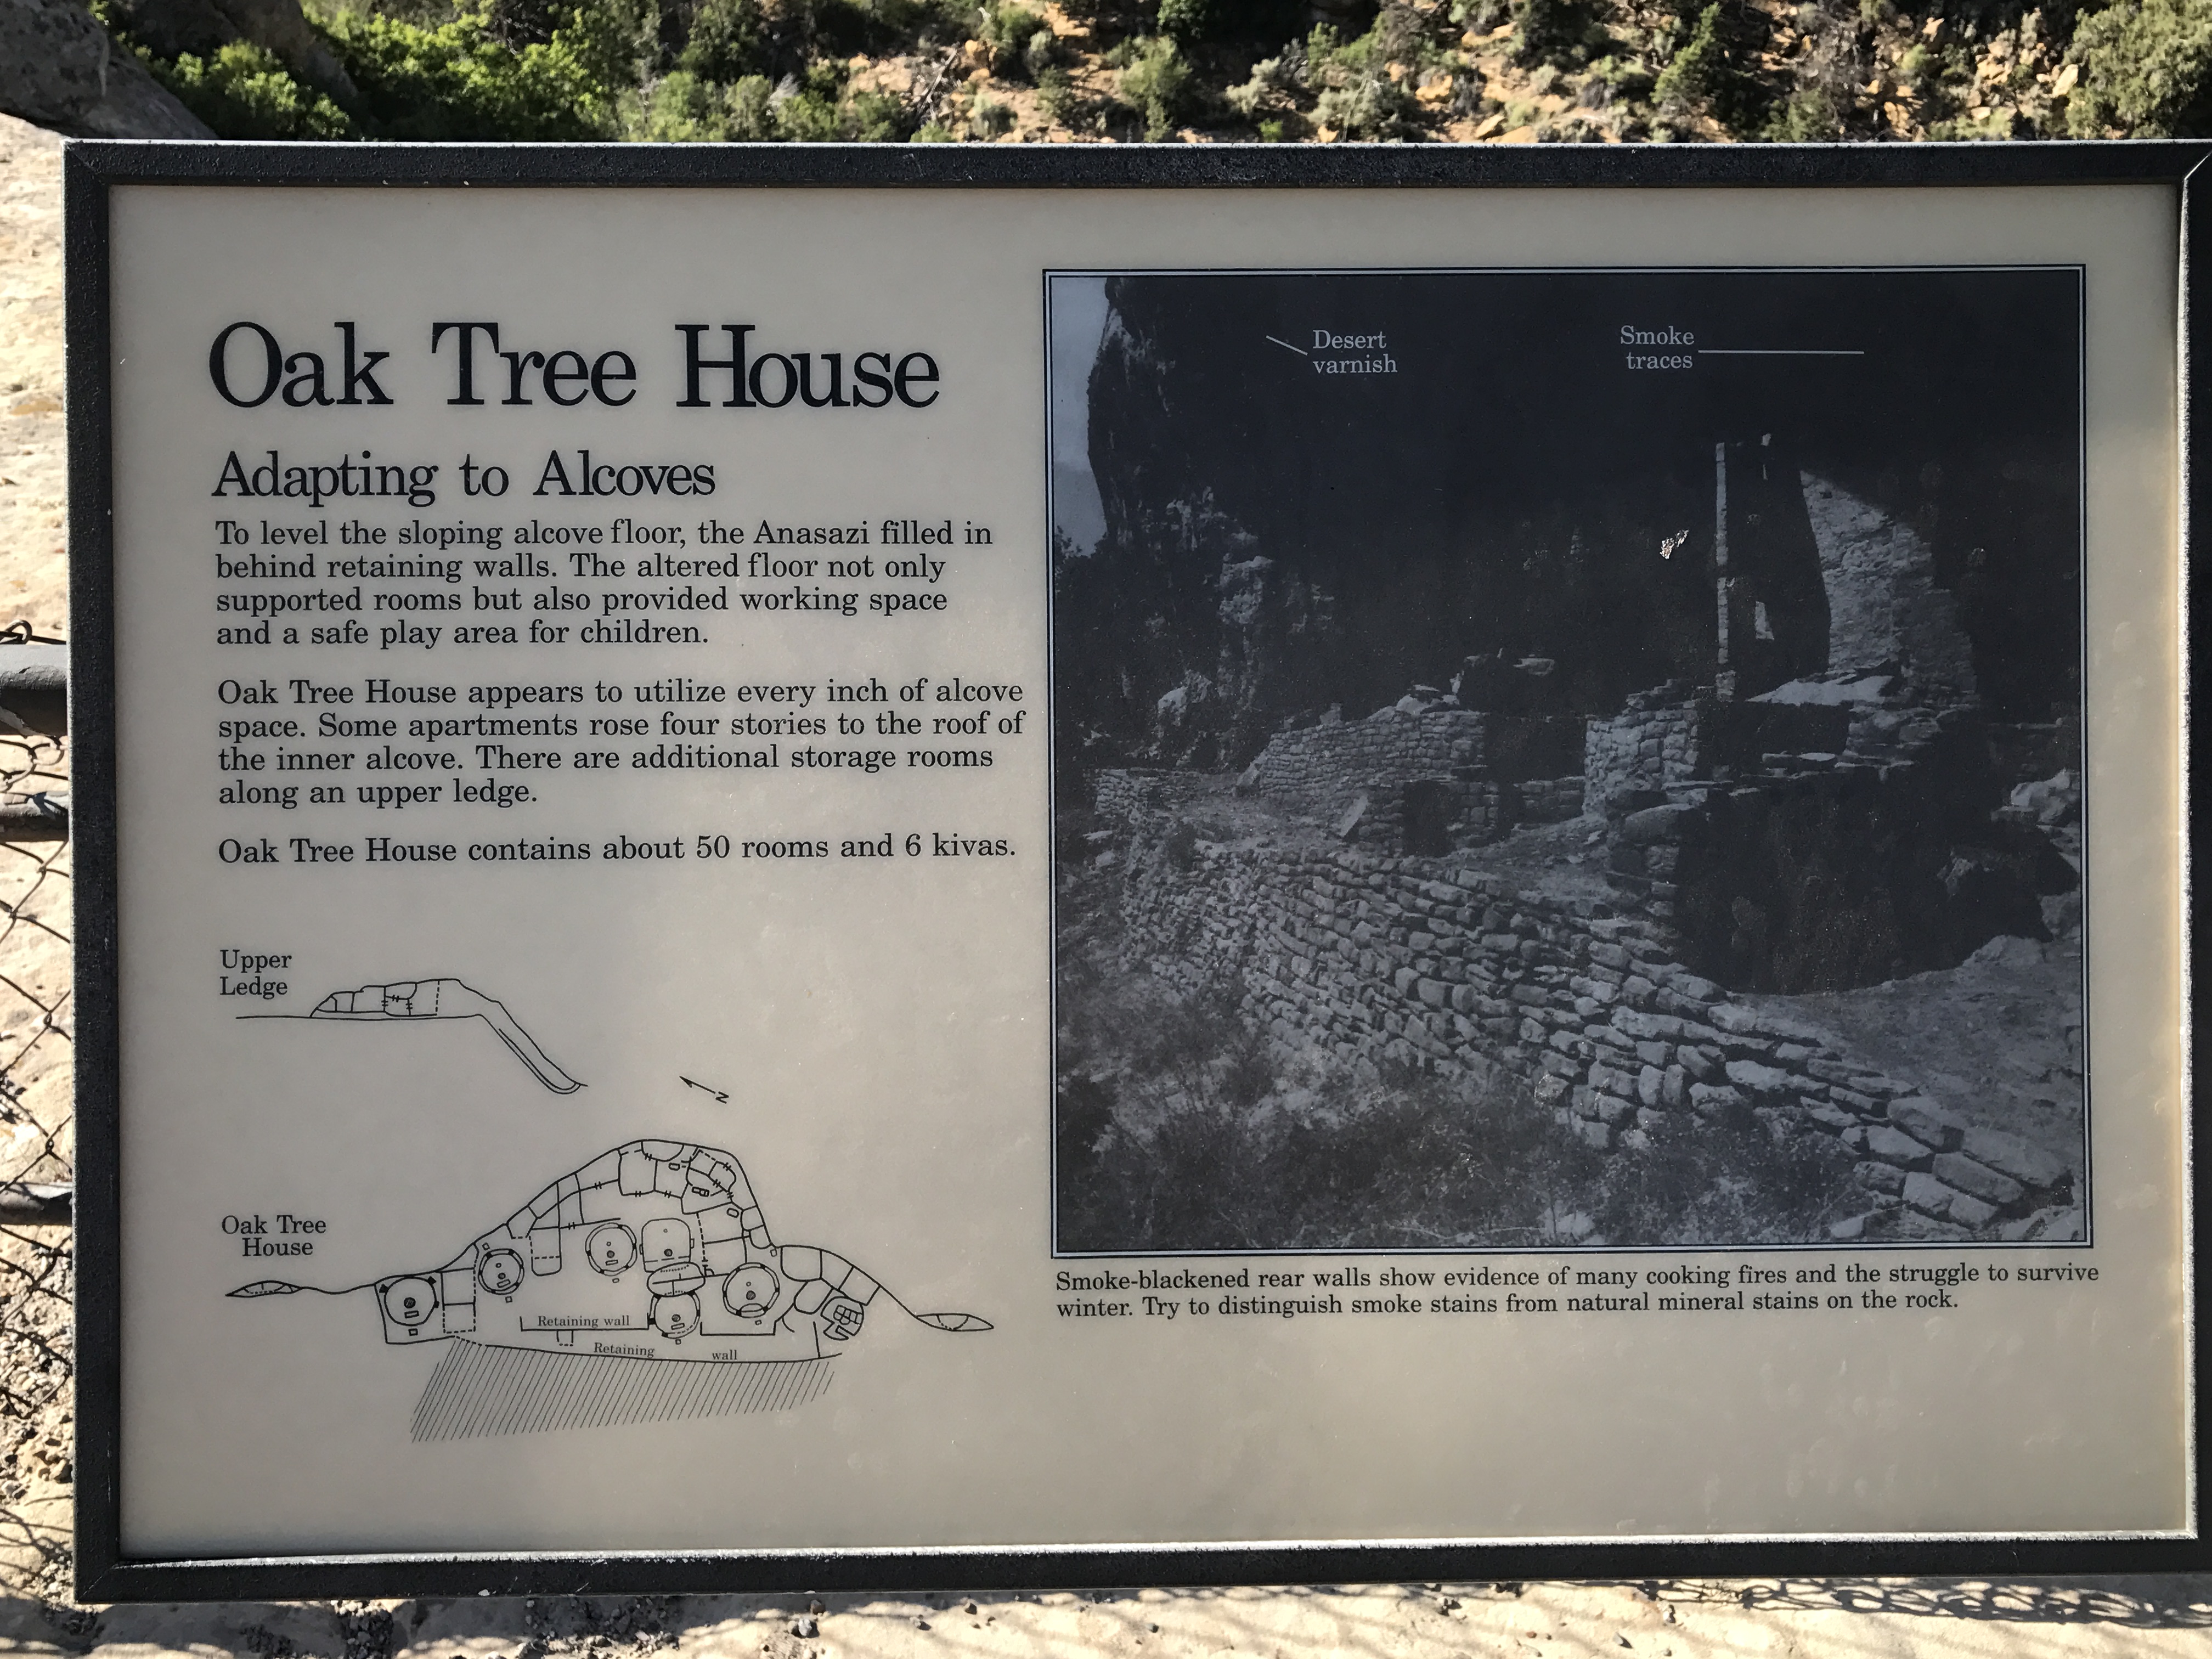 Oak Tree House
Adapting to Alcoves
To level the sloping alcove floor, the Anasazi filled in
behind retaining walls. The altered floor not only
supported rooms but also provided working space
and a safe play area for children.
Oak Tree House appears to utilize every inch of alcove
space. Some apartments rose four stories to the roof of
the inner alcove. There are additional storage rooms
along an upper ledge.
Oak Tree House contains about 50 rooms and 6 kivas.
Upper
Ledge
N
Oak Tree
House
Retaining wall
Retaining wall
Desert
varnish
Smoke
traces
Smoke-blackened rear walls show evidence of many cooking fires and the struggle to survive
winter. Try to distinguish smoke stains from natural mineral stains on the rock.